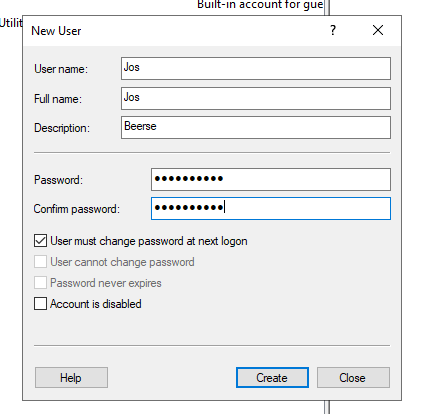 Built-in account for gue
Utilit
New User
User name: Jos
Full name: Jos
Description: Beerse
Password: ●●●●●●●●●●
Confirm password: ●●●●●●●●●●
User must change password at next logon
User cannot change password
Password never expires
Account is disabled
Help Create Close